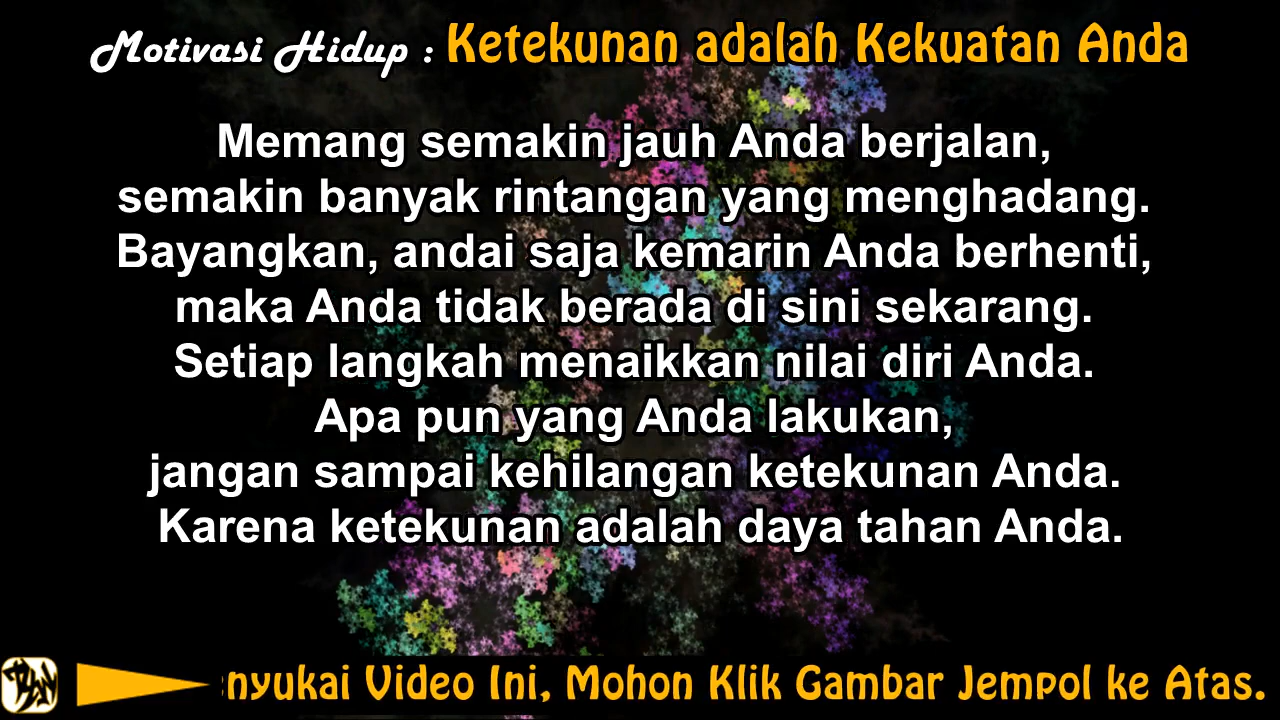 Motivasi Hidup : Ketekunan adalah Kekuatan Anda
Memang semakin jauh Anda berjalan,
semakin banyak rintangan yang menghadang.
Bayangkan, andai saja kemarin Anda berhenti,
maka Anda tidak berada di sini sekarang.
Setiap langkah menaikkan nilai diri Anda.
Apa pun yang Anda lakukan,
jangan sampai kehilangan ketekunan Anda.
Karena ketekunan adalah daya tahan Anda.
nyukai Video Ini, Mohon Klik Gambar Jempol ke Atas.